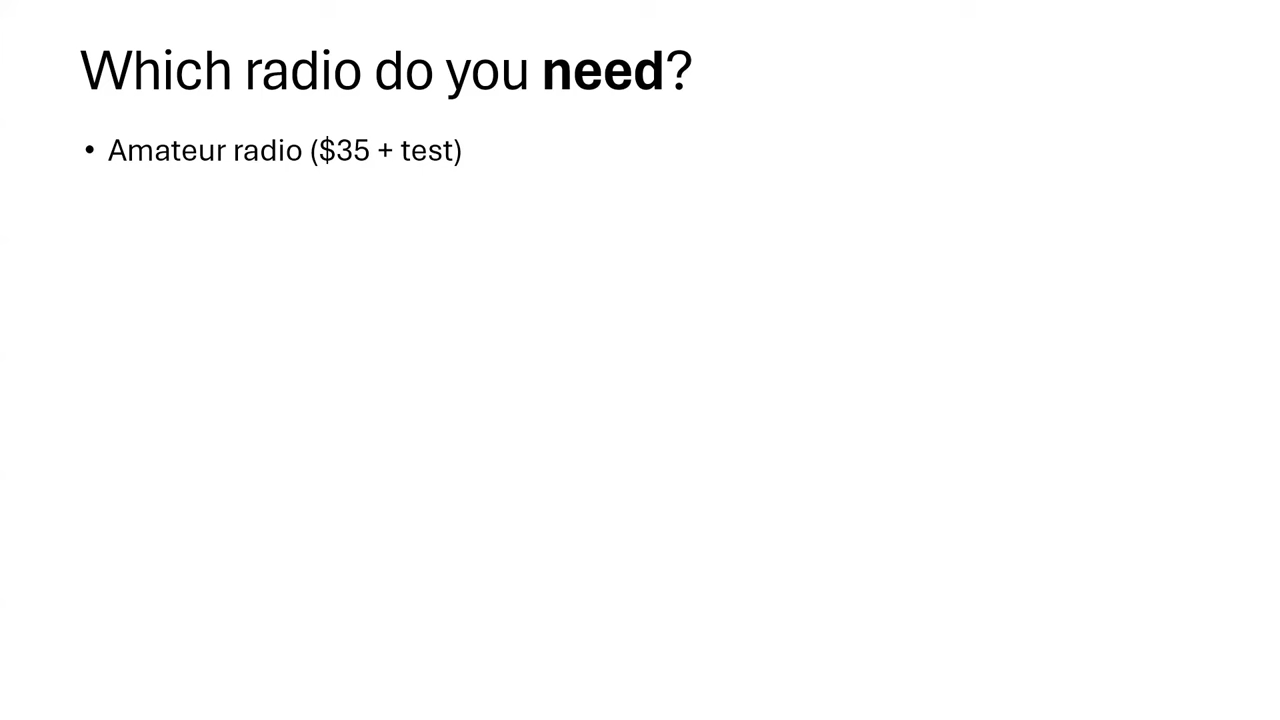 Which radio do you need?
• Amateur radio ($35 + test)